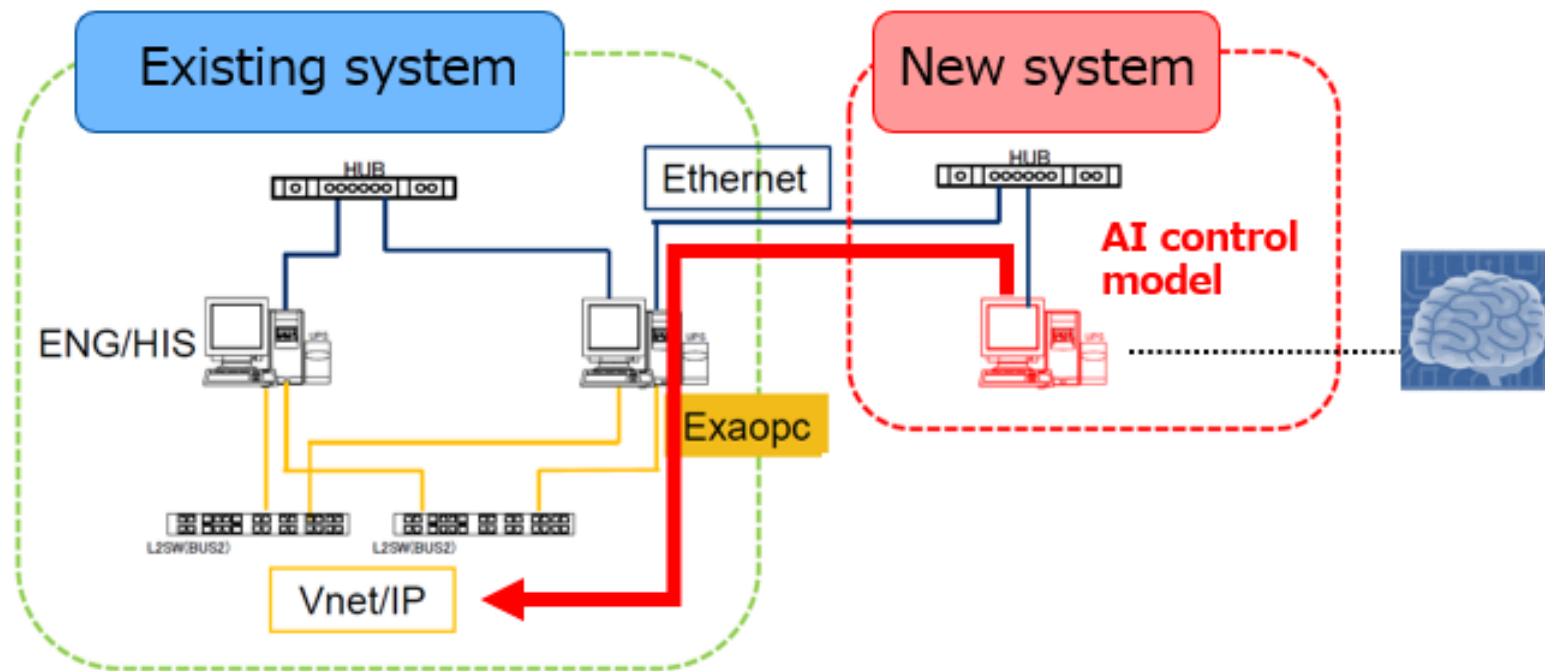 Existing system
New system
HUB
Ethernet
HUB
AI control
model
ENG/HIS
UPS
UPS
UPS
Exaopc
L2SW(BUS2)
L2SW(BUS2)
Vnet/IP